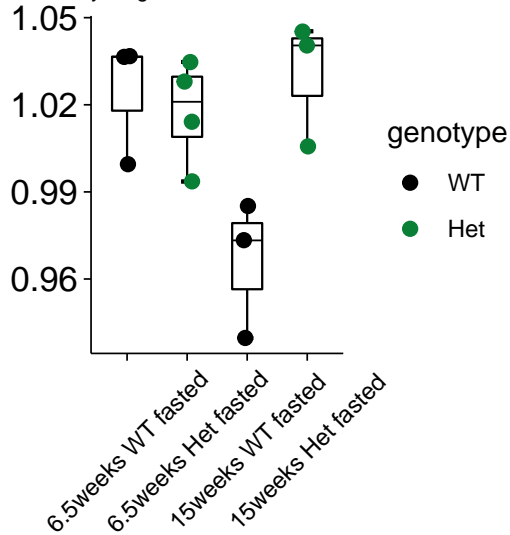 1.05
1.02
0.99
0.96
genotype
WT
Het
6.5weeks WT fasted
6.5weeks Het fasted
15weeks WT fasted
15weeks Het fasted